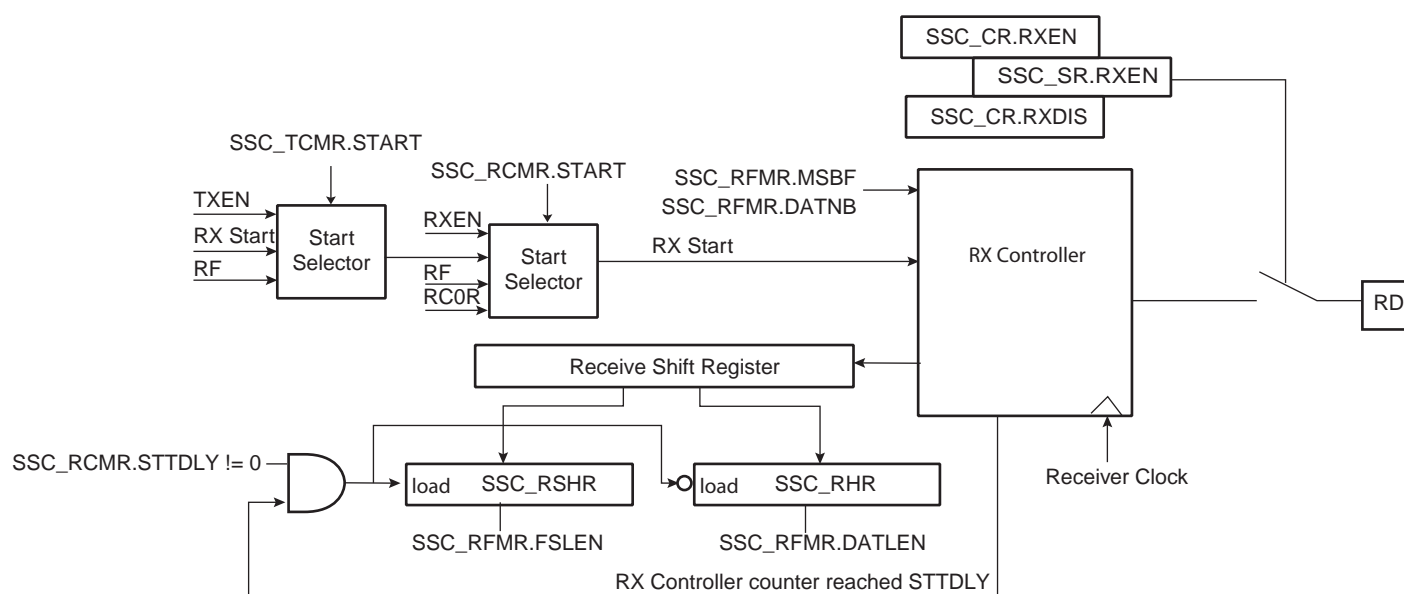 SSC_CR.RXEN
SSC_SR.RXEN
SSC_CR.RXDIS
SSC_TCMR.START
SSC_RCMR.START
SSC_RFMR.MSBF
SSC_RFMR.DATNB
TXEN
RX Start
RF
Start
Selector
RXEN
RF
RC0R
Start
Selector
RX Start
RX Controller
RD
Receive Shift Register
SSC_RCMR.STTDLY != 0
load
SSC_RSHR
load
SSC_RHR
Receiver Clock
SSC_RFMR.FSLEN
SSC_RFMR.DATLEN
RX Controller counter reached STTDLY